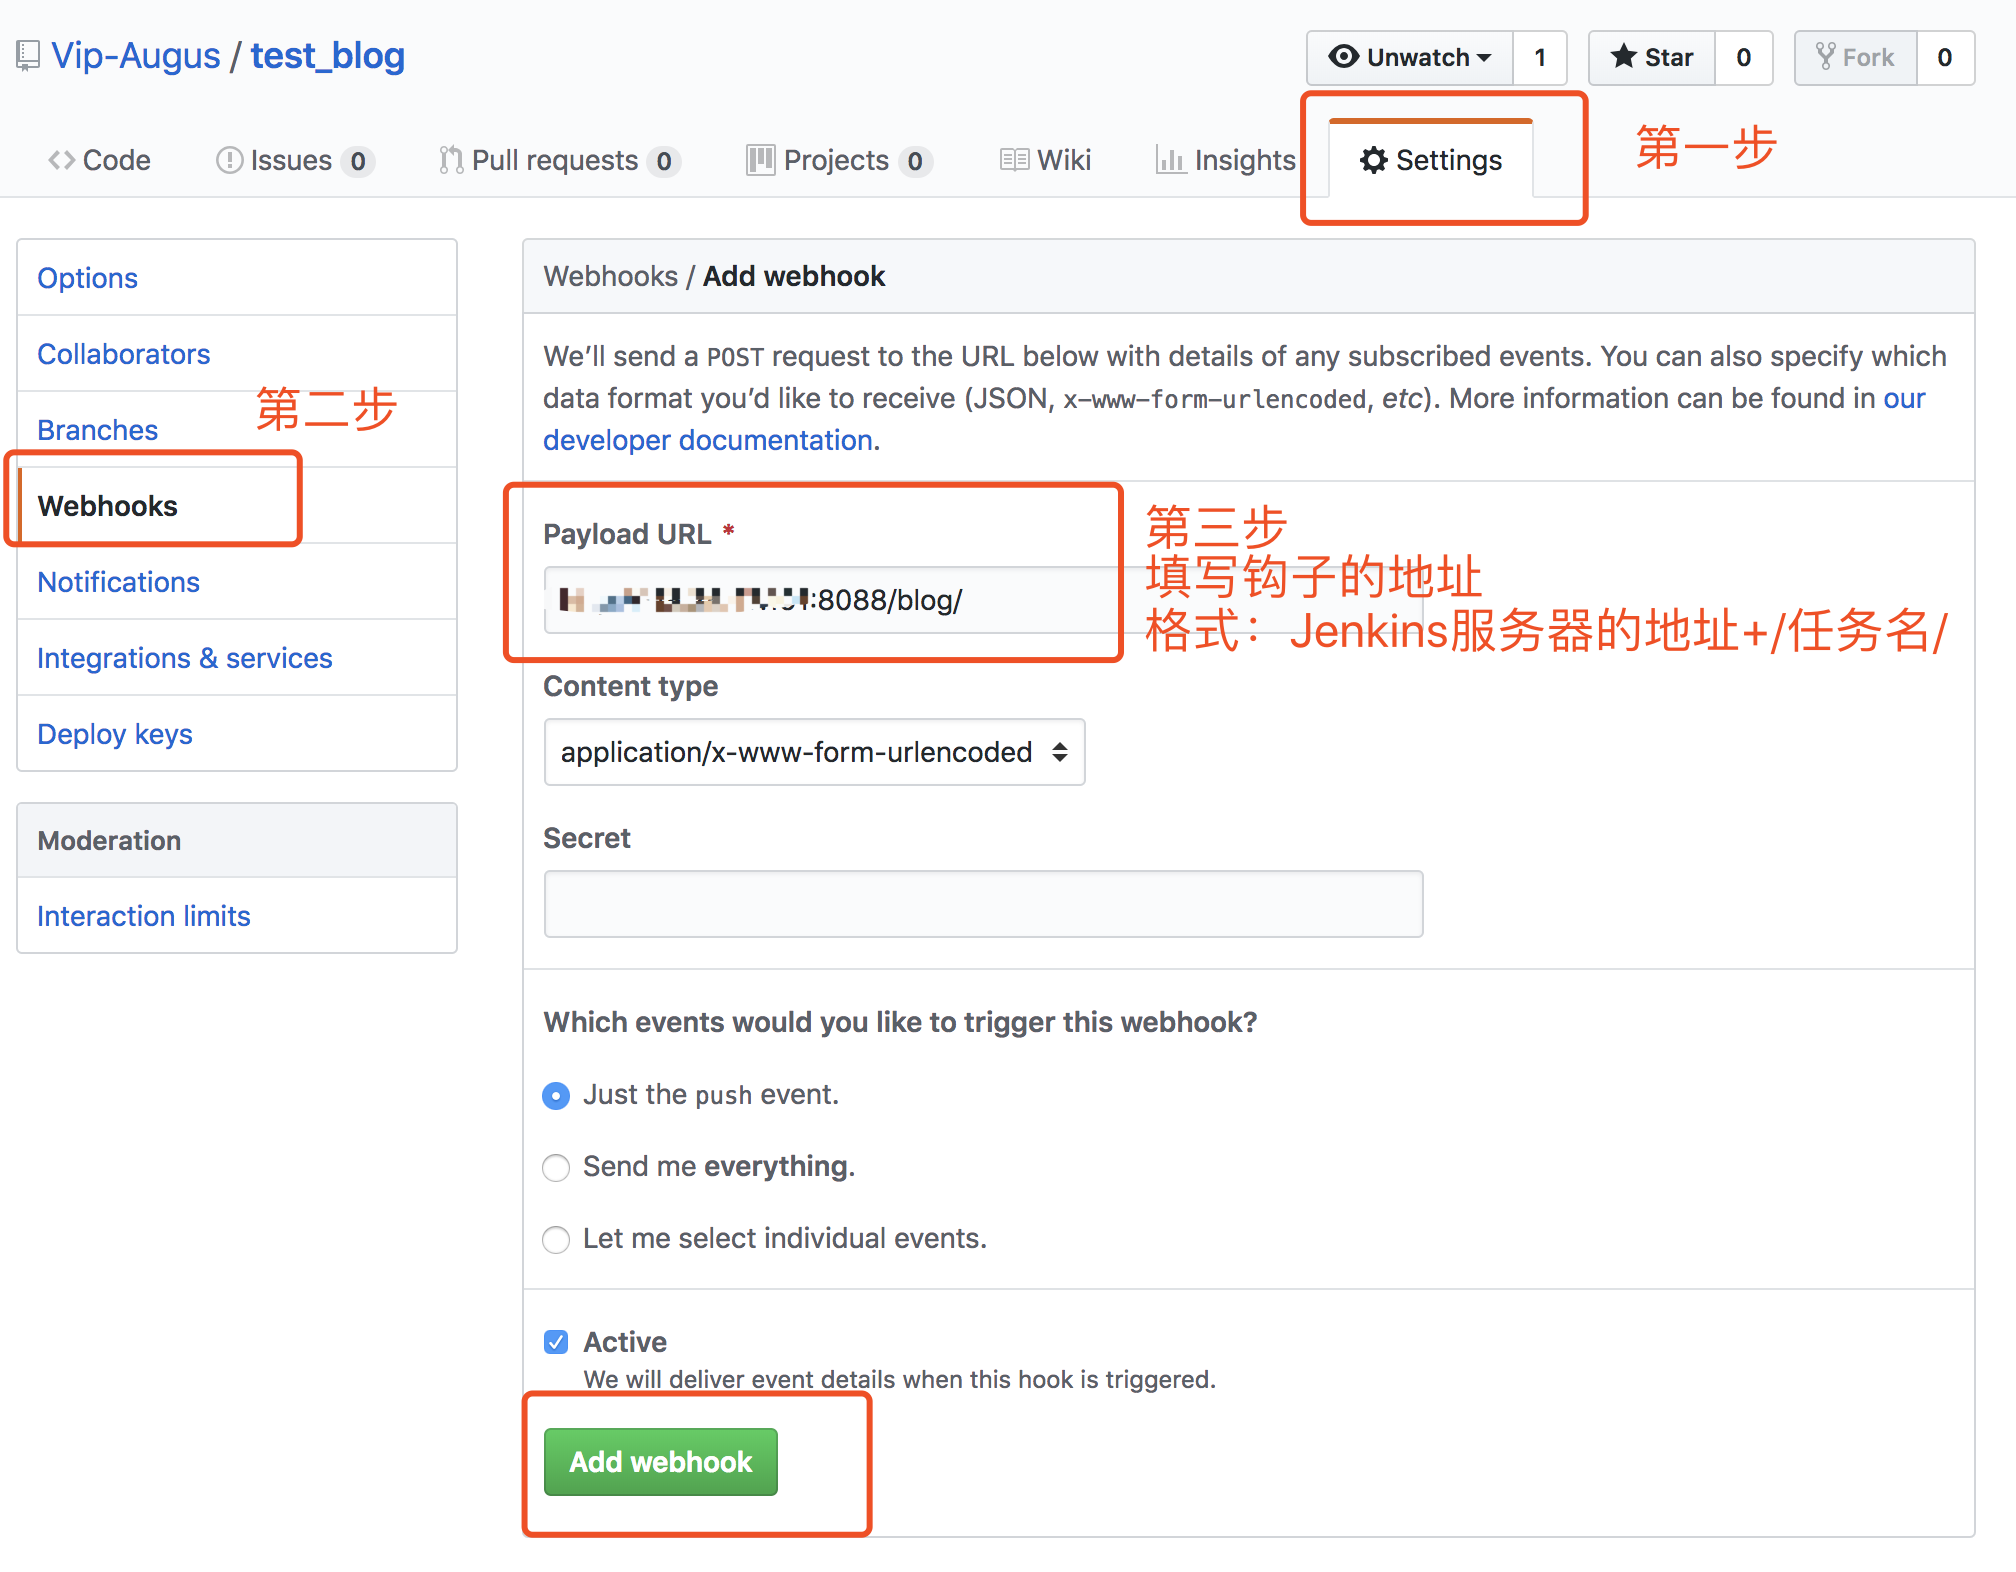 Vip-Augus / test_blog
Unwatch 1
Star 0
Fork 0
Code
Issues 0
Pull requests 0
Projects 0
Wiki
Insights
Settings
第一步
Options
Collaborators
Branches
第二步
Webhooks
Notifications
Integrations & services
Deploy keys
Moderation
Interaction limits
Webhooks / Add webhook
We’ll send a POST request to the URL below with details of any subscribed events. You can also specify which
data format you’d like to receive (JSON, x-www-form-urlencoded, etc). More information can be found in our
developer documentation.
Payload URL *
:8088/blog/
第三步
填写钩子的地址
格式：Jenkins服务器的地址+/任务名/
Content type
application/x-www-form-urlencoded
Secret
Which events would you like to trigger this webhook?
Just the push event.
Send me everything.
Let me select individual events.
Active
We will deliver event details when this hook is triggered.
Add webhook